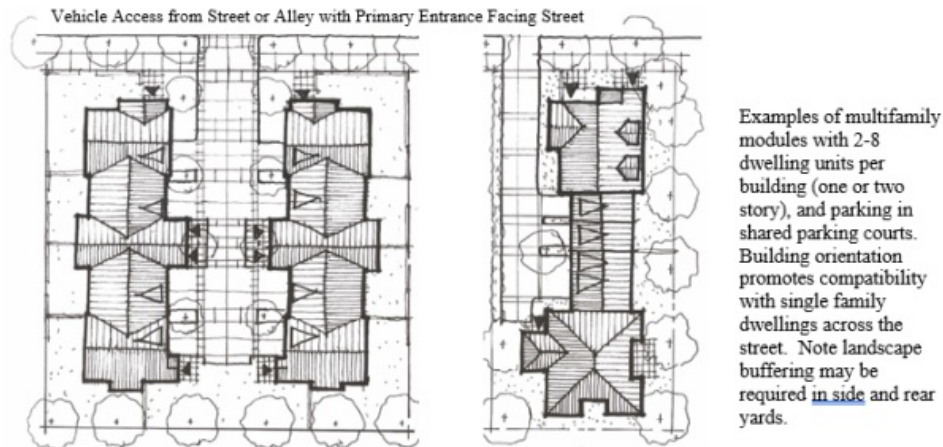 Vehicle Access from Street or Alley with Primary Entrance Facing Street
Examples of multifamily
modules with 2-8
dwelling units per
building (one or two
story), and parking in
shared parking courts.
Building orientation
promotes compatibility
with single family
dwellings across the
street. Note landscape
buffering may be
required in side and rear
yards.